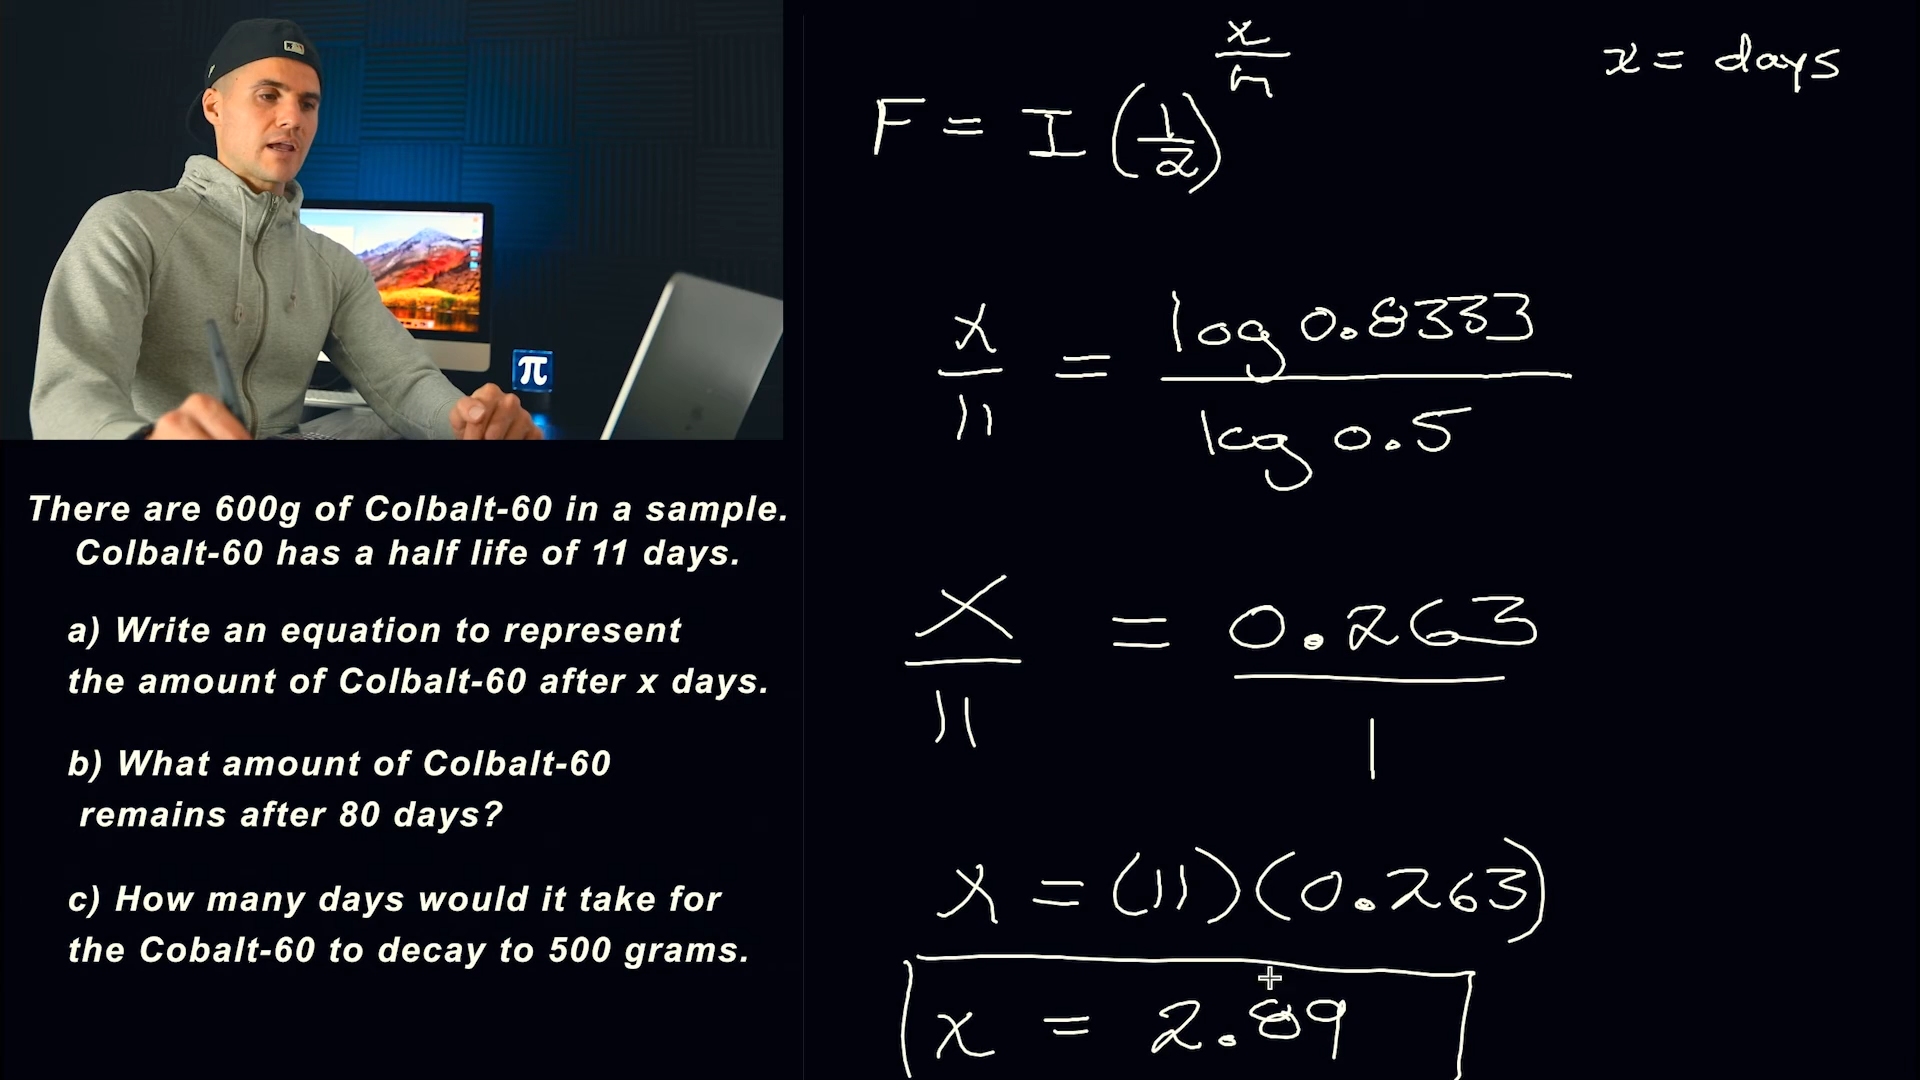 There are 600g of Colbalt-60 in a sample.
Colbalt-60 has a half life of 11 days.
a) Write an equation to represent
the amount of Colbalt-60 after x days.
b) What amount of Colbalt-60
remains after 80 days?
c) How many days would it take for
the Cobalt-60 to decay to 500 grams.
π
F = I (1/2)^(x/h)
x = days
x/11 = log 0.8333 / log 0.5
x/11 = 0.263/1
x = (11)(0.263)
x = 2.89